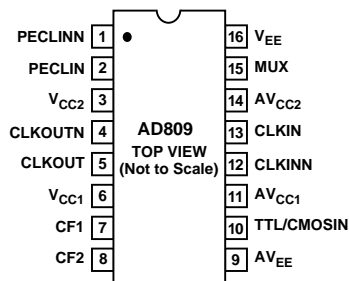 PECLINN 1
PECLIN 2
VCC2 3
CLKOUTN 4
CLKOUT 5
VCC1 6
CF1 7
CF2 8
AD809
TOP VIEW
(Not to Scale)
16 VEE
15 MUX
14 AVCC2
13 CLKIN
12 CLKINN
11 AVCC1
10 TTL/CMOSIN
9 AVEE